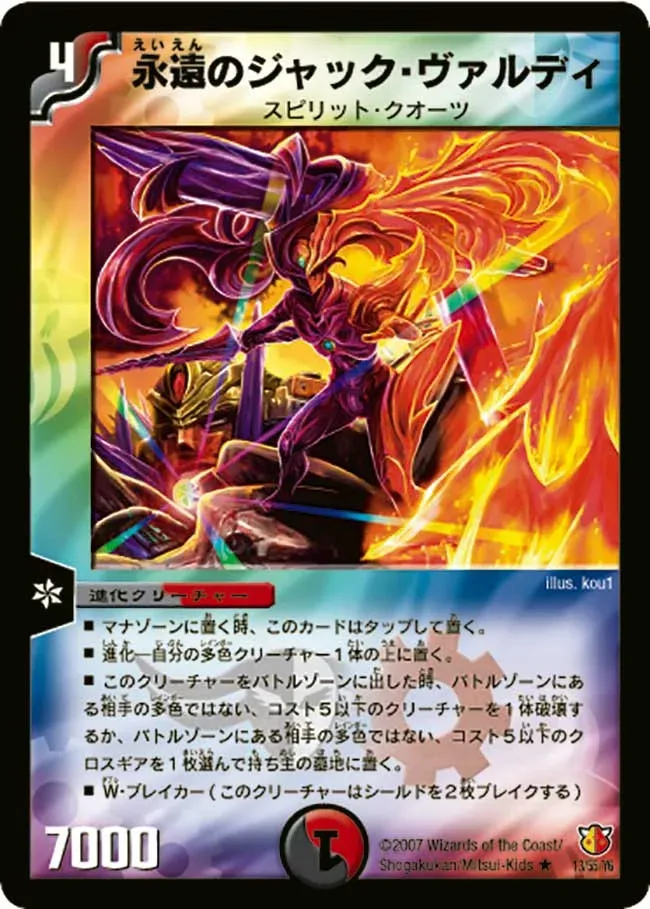 4
えいえん
永遠のジャック・ヴァルディ
スピリット・クオーツ
illus. kou1
進化クリーチャー
■ マナゾーンに置く時、このカードはタップして置く。
■ 進化—自分の多色クリーチャー1体の上に置く。
■ このクリーチャーをバトルゾーンに出した時、バトルゾーンにあ
る相手の多色ではない、コスト5以下のクリーチャーを1体破壊す
るか、バトルゾーンにある相手の多色ではない、コスト5以下のク
ロスギアを1枚選んで持ち主の墓地に置く。
■ W・ブレイカー(このクリーチャーはシールドを2枚ブレイクする)
7000
1
©2007 Wizards of the Coast/
Shogakukan/Mitsui-Kids ★
13/55 Y6